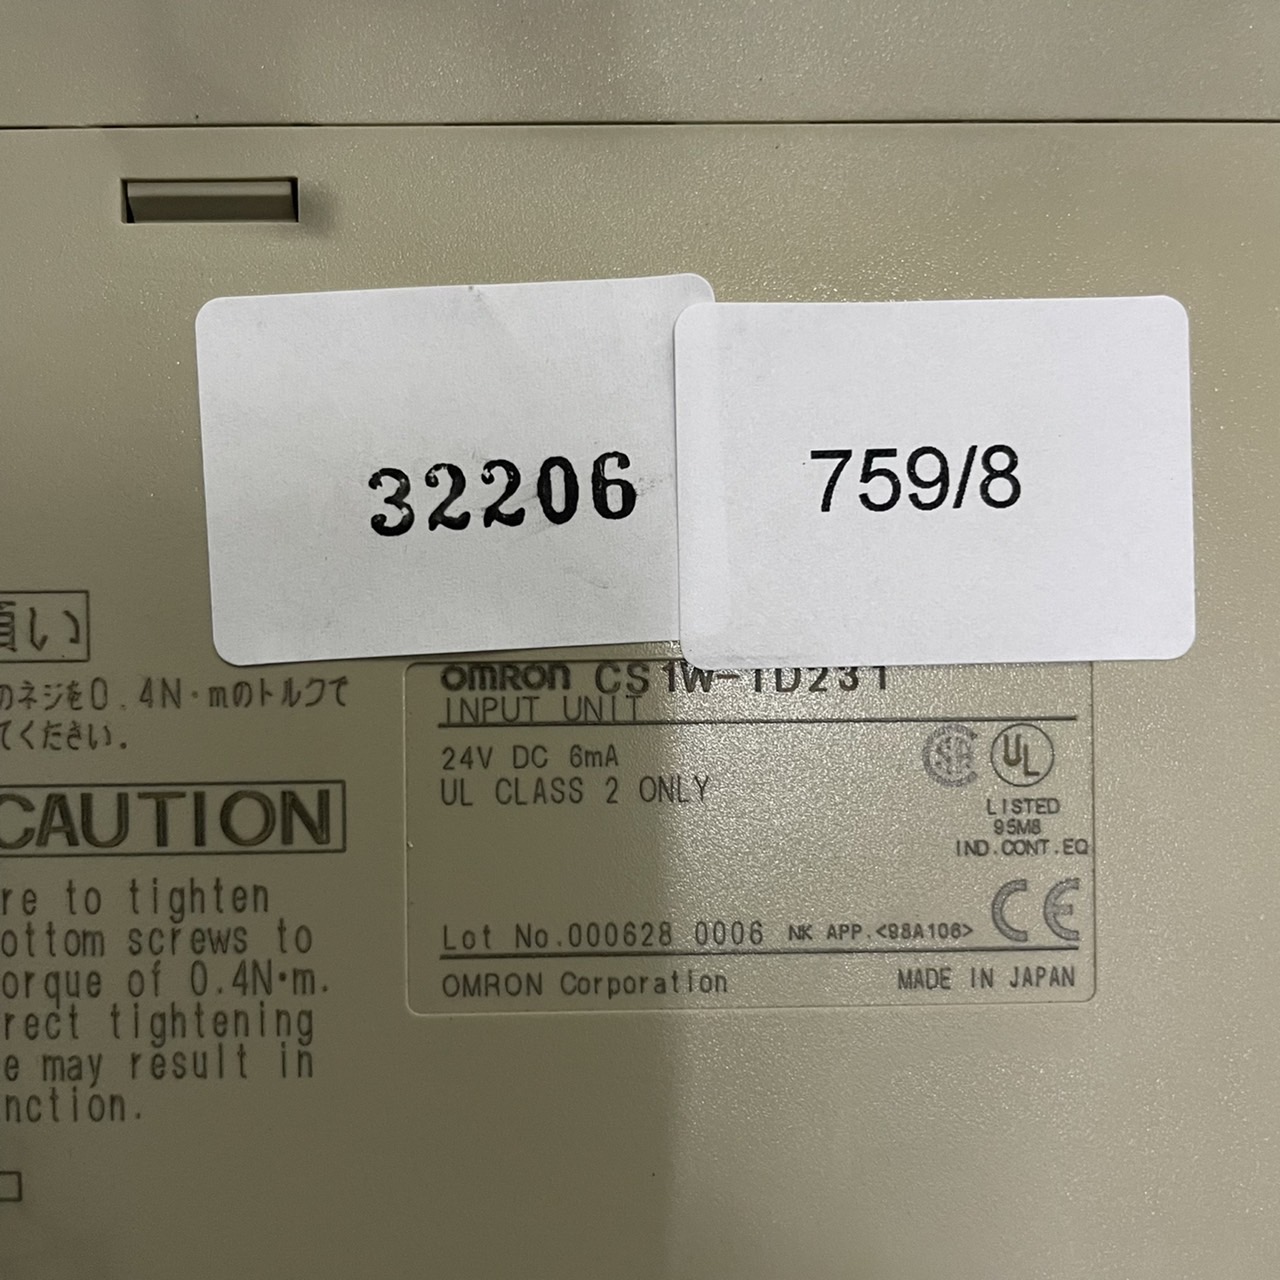 32206
759/8
願い
のネジを0.4N・mのトルクで
てください.
CAUTION
re to tighten
ottom screws to
orque of 0.4N・m.
rect tightening
e may result in
nction.
OMRON CS1W-ID231
INPUT UNIT
24V DC 6mA
UL CLASS 2 ONLY
UL
LISTED
95M8
IND.CONT.EQ
Lot No.000628 0006 NK APP.<98A106> CE
OMRON Corporation MADE IN JAPAN